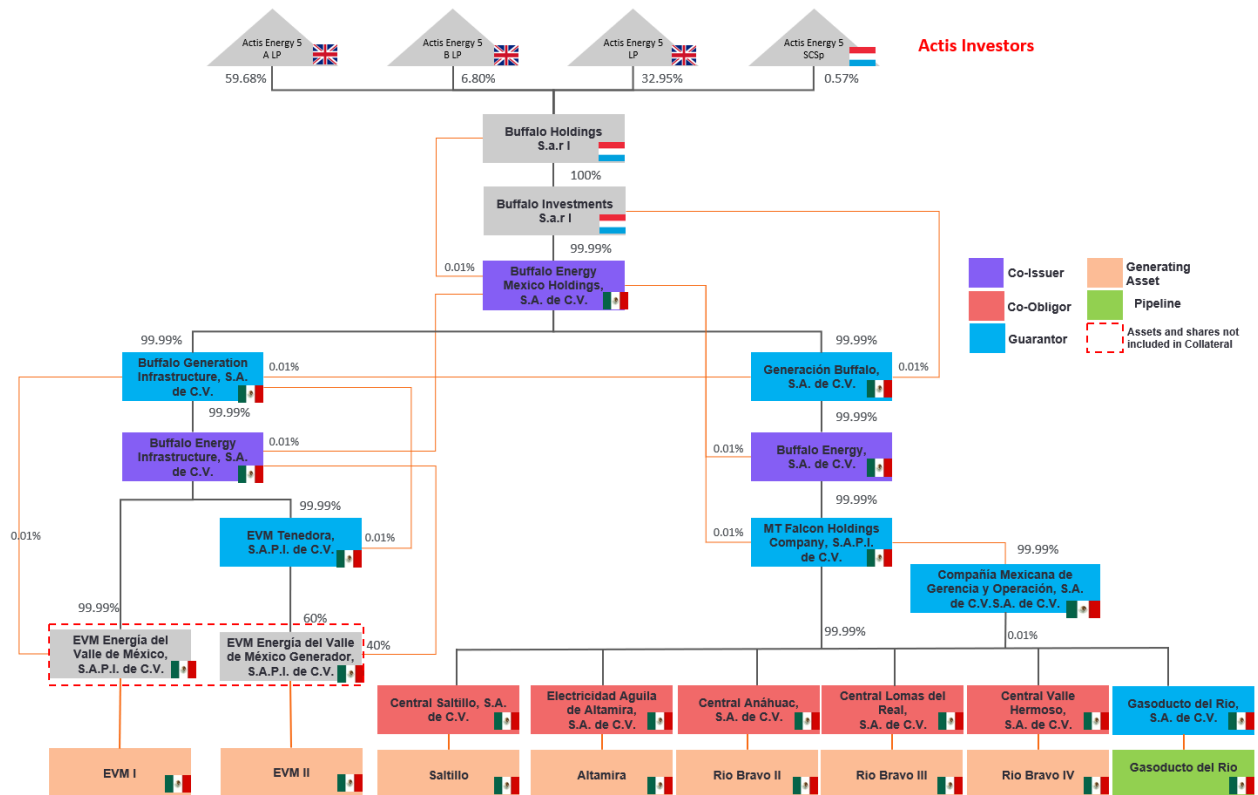 Actis Energy 5
A LP
Actis Energy 5
B LP
Actis Energy 5
LP
Actis Energy 5
SCSp
Actis Investors
59.68%
6.80%
32.95%
0.57%
Buffalo Holdings
S.a.r l
100%
Buffalo Investments
S.a.r l
99.99%
0.01%
Buffalo Energy
Mexico Holdings,
S.A. de C.V.
Co-Issuer
Generating
Asset
Co-Obligor
Pipeline
Guarantor
Assets and shares not
included in Collateral
99.99%
99.99%
Buffalo Generation
Infrastructure, S.A.
de C.V.
0.01%
Generación Buffalo,
S.A. de C.V.
0.01%
99.99%
99.99%
Buffalo Energy
Infrastructure, S.A.
de C.V.
0.01%
0.01%
Buffalo Energy,
S.A. de C.V.
99.99%
99.99%
0.01%
EVM Tenedora,
S.A.P.I. de C.V.
0.01%
0.01%
MT Falcon Holdings
Company, S.A.P.I.
de C.V.
99.99%
Compañía Mexicana de
Gerencia y Operación, S.A.
de C.V.S.A. de C.V.
99.99%
60%
99.99%
0.01%
EVM Energía del
Valle de México,
S.A.P.I. de C.V.
EVM Energía del Valle
de México Generador,
S.A.P.I. de C.V.
40%
Central Saltillo, S.A.
de C.V.
Electricidad Aguila
de Altamira,
S.A. de C.V.
Central Anáhuac,
S.A. de C.V.
Central Lomas del
Real,
S.A. de C.V.
Central Valle
Hermoso,
S.A. de C.V.
Gasoducto del Río,
S.A. de C.V.
EVM I
EVM II
Saltillo
Altamira
Rio Bravo II
Rio Bravo III
Rio Bravo IV
Gasoducto del Rio